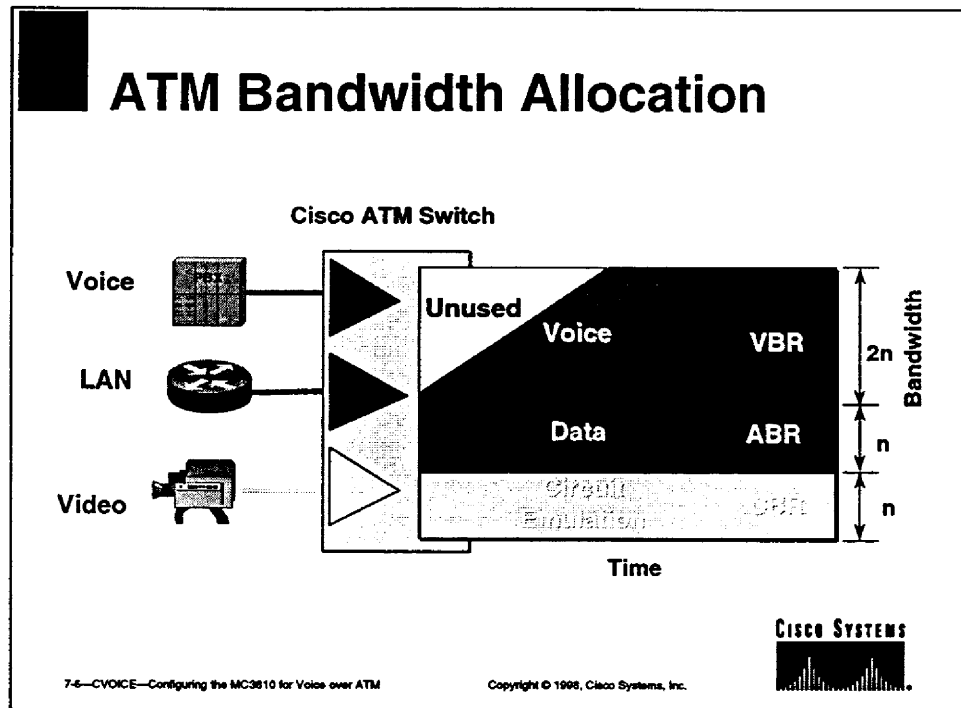 ATM Bandwidth Allocation
Cisco ATM Switch
Voice
PBX
LAN
Video
Unused
Voice
VBR
2n
Bandwidth
Data
ABR
n
Circuit
Emulation
CBR
n
Time
CISCO SYSTEMS
7-6—CVOICE—Configuring the MC3810 for Voice over ATM
Copyright © 1998, Cisco Systems, Inc.